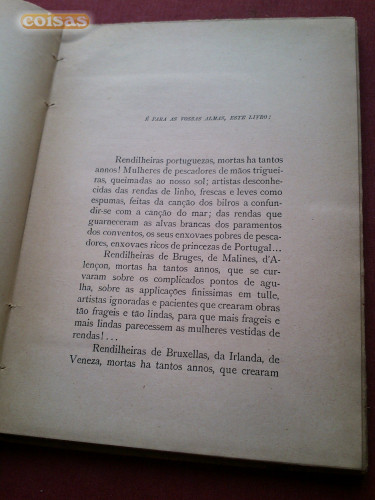 coisas
É PARA AS VOSSAS ALMAS, ESTE LIVRO!
Rendilheiras portuguezas, mortas ha tantos
annos! Mulheres de pescadores de mãos triguei-
ras, queimadas ao nosso sol; artistas desconhe-
cidas das rendas de linho, frescas e leves como
espumas, feitas da canção dos bilros a confun-
dir-se com a canção do mar; das rendas que
guarneceram as alvas brancas dos paramentos
dos conventos, os seus enxovaes pobres de pesca-
dores, enxovaes ricos de princezas de Portugal...
Rendilheiras de Bruges, de Malines, d'A-
lençon, mortas ha tantos annos, que se cur-
varam sobre os complicados pontos de agu-
lha, sobre as applicações finissimas em tulle,
artistas ignoradas e pacientes que crearam obras
tão frageis e tão lindas, para que mais frageis e
mais lindas parecessem as mulheres vestidas de
rendas!...
Rendilheiras de Bruxellas, da Irlanda, de
Veneza, mortas ha tantos annos, que crearam